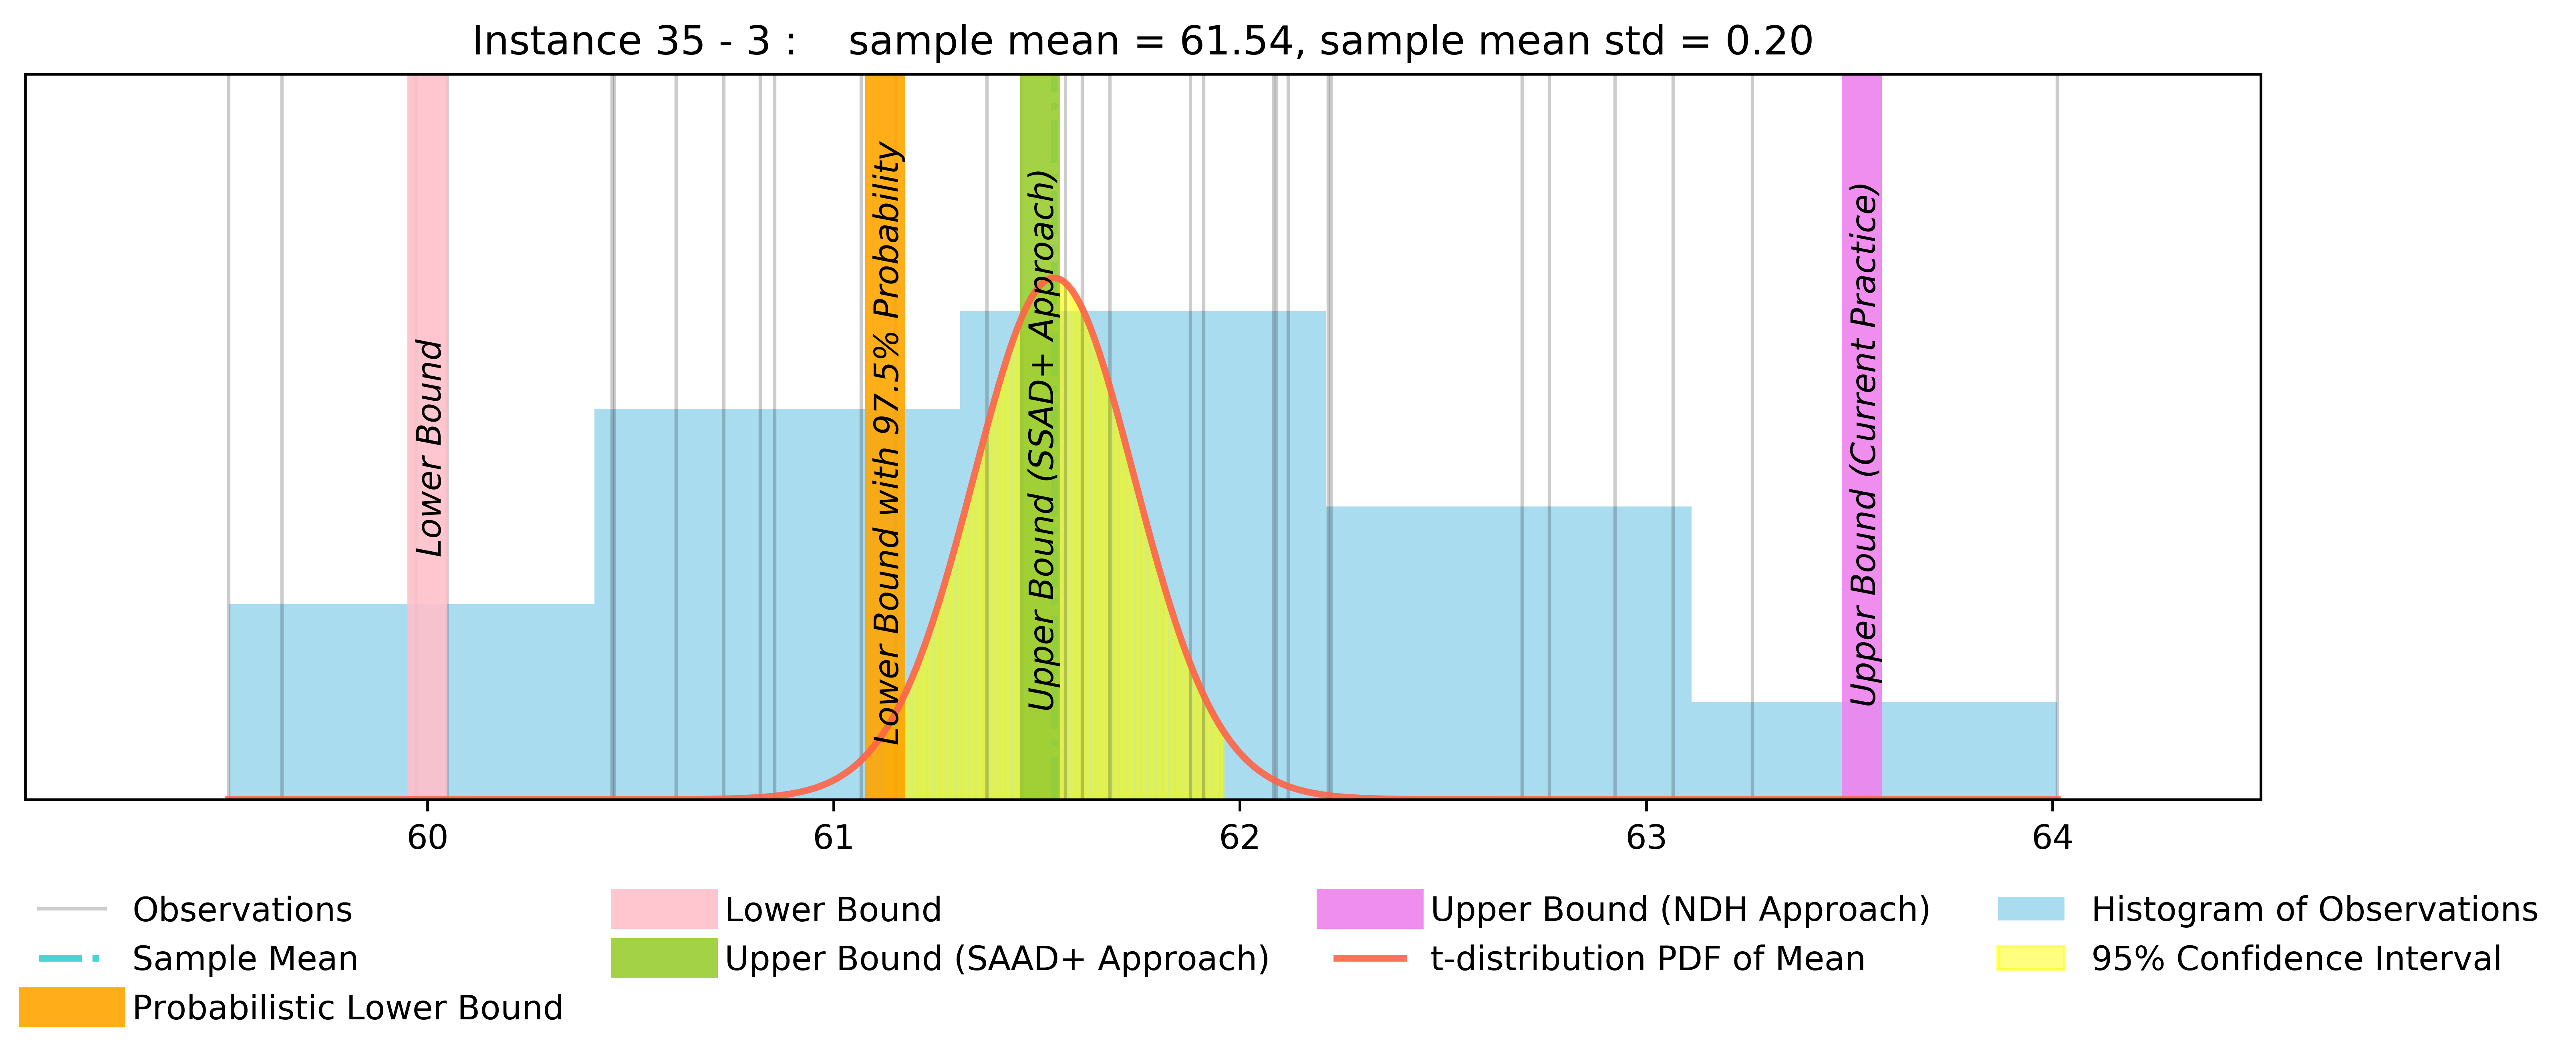 Instance 35 - 3 :    sample mean = 61.54, sample mean std = 0.20
Lower Bound
Lower Bound with 97.5% Probability
Upper Bound (SSAD+ Approach)
Upper Bound (Current Practice)
60
61
62
63
64
Observations
Sample Mean
Probabilistic Lower Bound
Lower Bound
Upper Bound (SAAD+ Approach)
Upper Bound (NDH Approach)
t-distribution PDF of Mean
Histogram of Observations
95% Confidence Interval